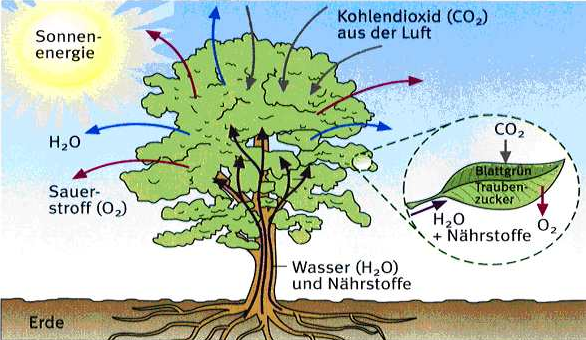 Sonnen-
energie
Kohlendioxid (CO₂)
aus der Luft
H₂O
Sauer-
stoff (O₂)
CO₂
Blattgrün
Trauben-
zucker
H₂O
+ Nährstoffe
O₂
Wasser (H₂O)
und Nährstoffe
Erde